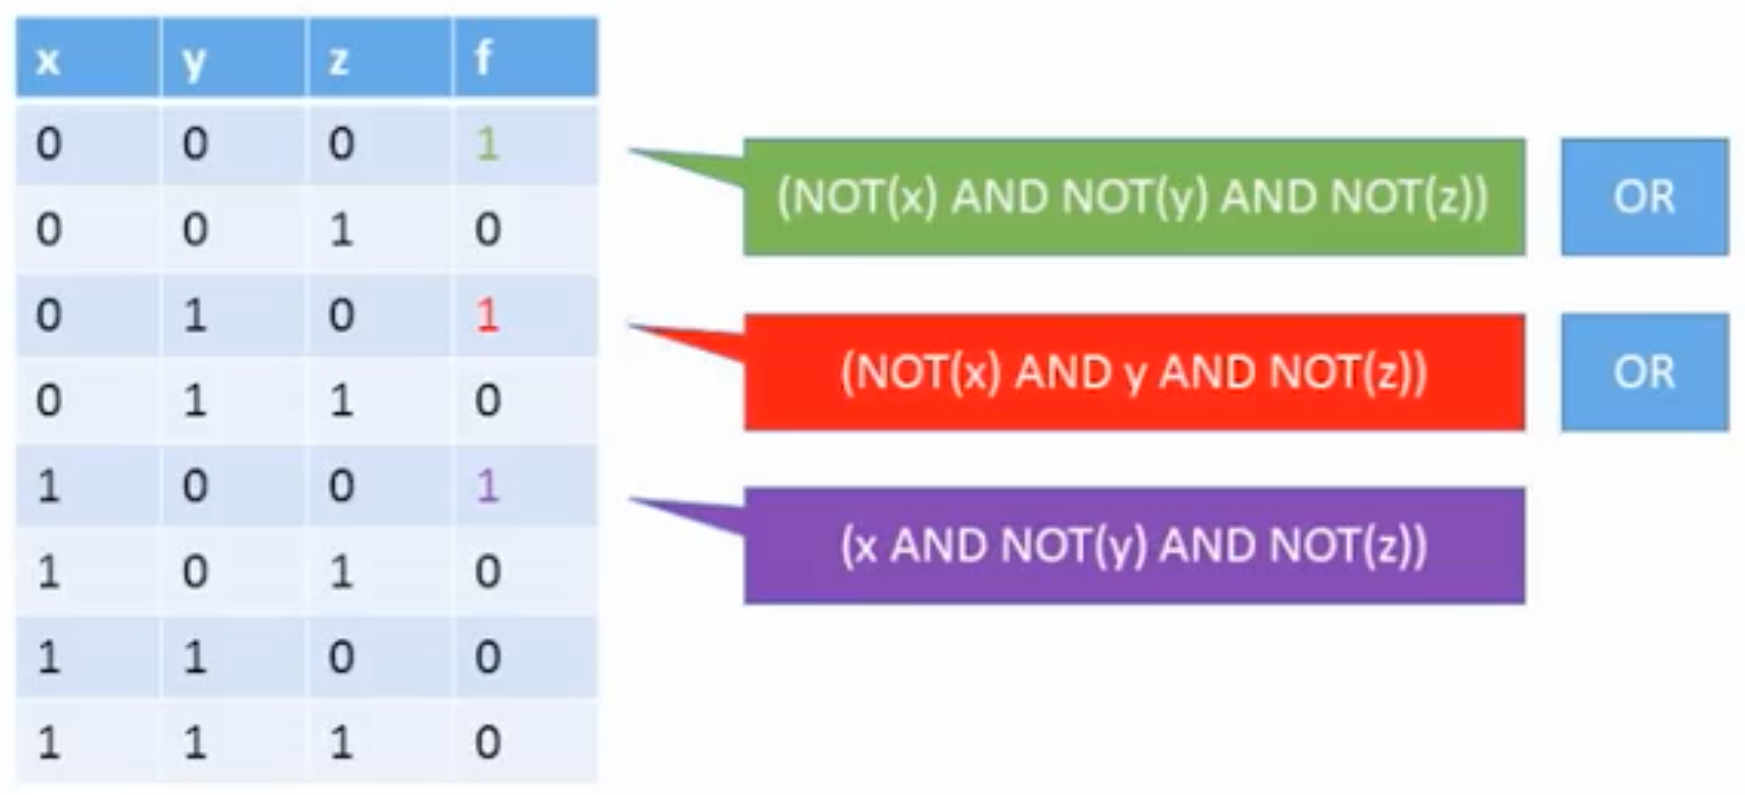 x y z f
0 0 0 1
(NOT(x) AND NOT(y) AND NOT(z)) OR
0 0 1 0
0 1 0 1
(NOT(x) AND y AND NOT(z)) OR
0 1 1 0
1 0 0 1
(x AND NOT(y) AND NOT(z))
1 0 1 0
1 1 0 0
1 1 1 0